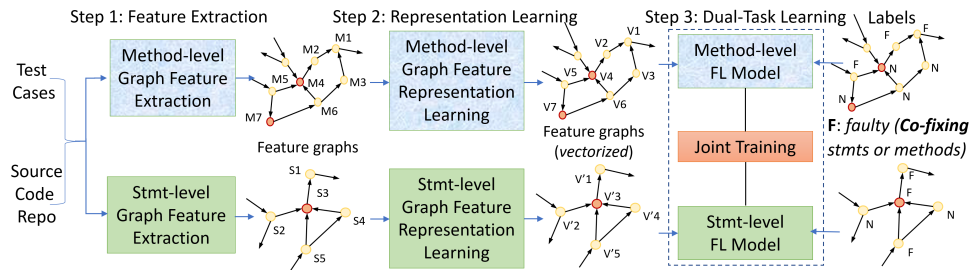 Step 1: Feature Extraction
Step 2: Representation Learning
Step 3: Dual-Task Learning
Labels
Test
Cases
Source
Code
Repo
Method-level
Graph Feature
Extraction
M1
M2
M3
M4
M5
M6
M7
Method-level
Graph Feature
Representation
Learning
V1
V2
V3
V4
V5
V6
V7
Method-level
FL Model
F
F
N
N
N
N
Feature graphs
Feature graphs
(vectorized)
Joint Training
F: faulty (Co-fixing
stmts or methods)
Stmt-level
Graph Feature
Extraction
S1
S3
S2
S4
S5
Stmt-level
Graph Feature
Representation
Learning
V'1
V'3
V'2
V'4
V'5
Stmt-level
FL Model
F
F
N
N
F